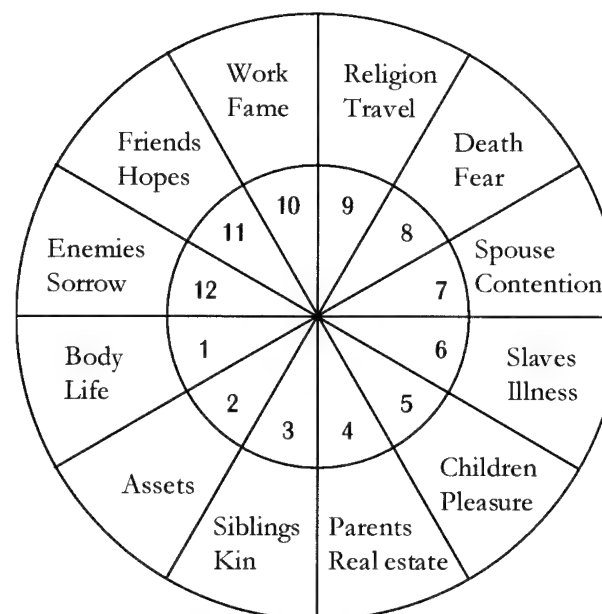 Work
Fame
Religion
Travel
Friends
Hopes
Death
Fear
Enemies
Sorrow
Spouse
Contention
Body
Life
Slaves
Illness
Assets
Children
Pleasure
Siblings
Kin
Parents
Real estate
10
9
11
8
12
7
1
6
2
5
3
4